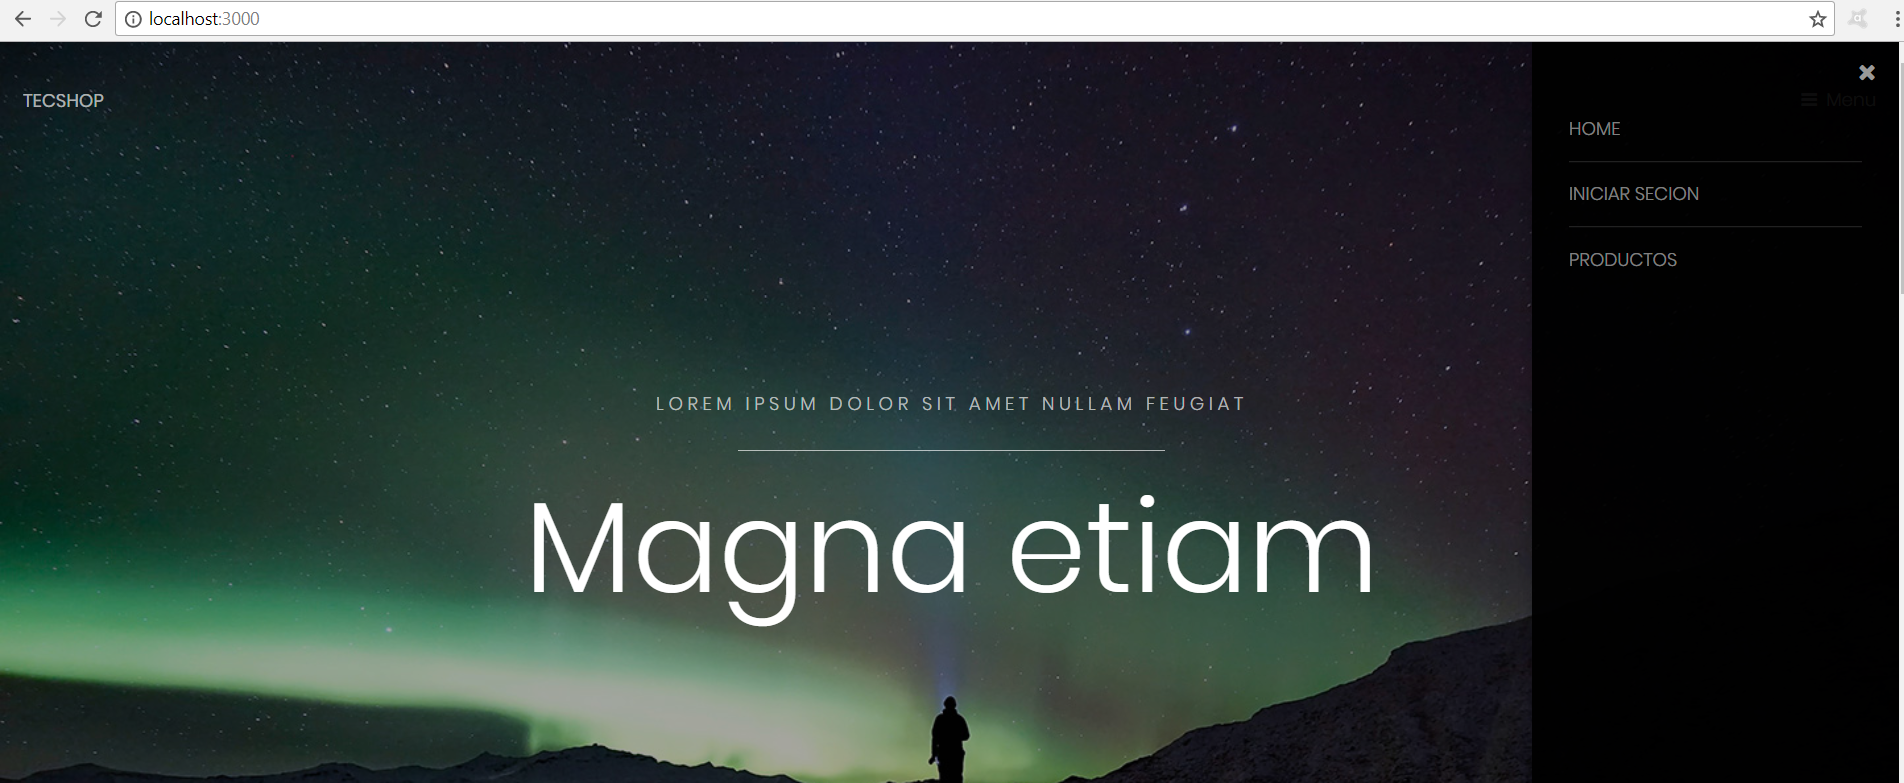 localhost:3000
TECSHOP
Menu
HOME
INICIAR SECION
PRODUCTOS
LOREM IPSUM DOLOR SIT AMET NULLAM FEUGIAT
Magna etiam